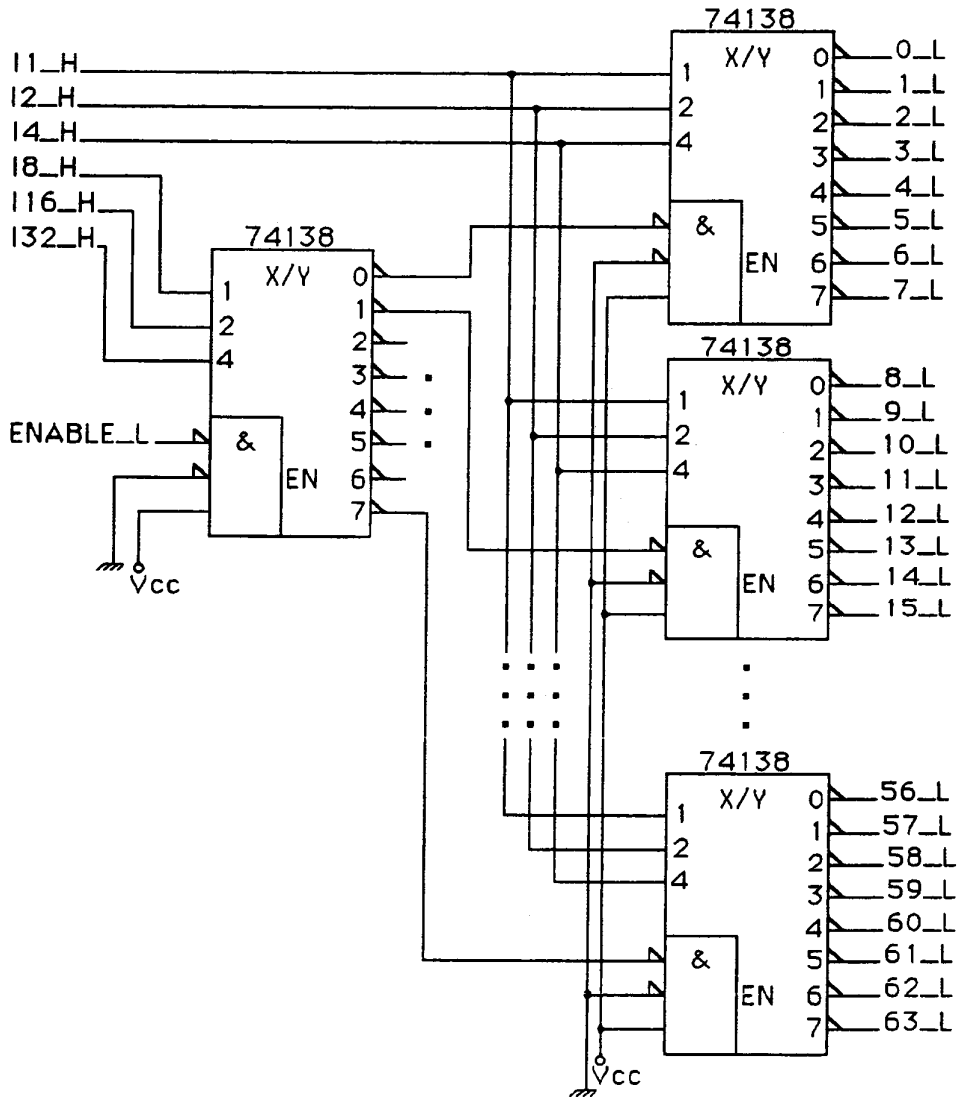 74138
X/Y
I1_H
I2_H
I4_H
I8_H
I16_H
I32_H
1
2
4
&
EN
0 0_L
1 1_L
2 2_L
3 3_L
4 4_L
5 5_L
6 6_L
7 7_L
74138
X/Y
1
2
4
ENABLE_L
&
EN
0
1
2
3
4
5
6
7
Vcc
74138
X/Y
1
2
4
&
EN
0 8_L
1 9_L
2 10_L
3 11_L
4 12_L
5 13_L
6 14_L
7 15_L
74138
X/Y
1
2
4
&
EN
0 56_L
1 57_L
2 58_L
3 59_L
4 60_L
5 61_L
6 62_L
7 63_L
Vcc